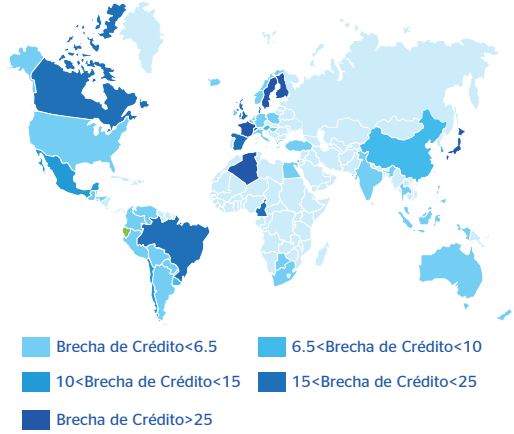 Brecha de Crédito<6.5
6.5<Brecha de Crédito<10
10<Brecha de Crédito<15
15<Brecha de Crédito<25
Brecha de Crédito>25